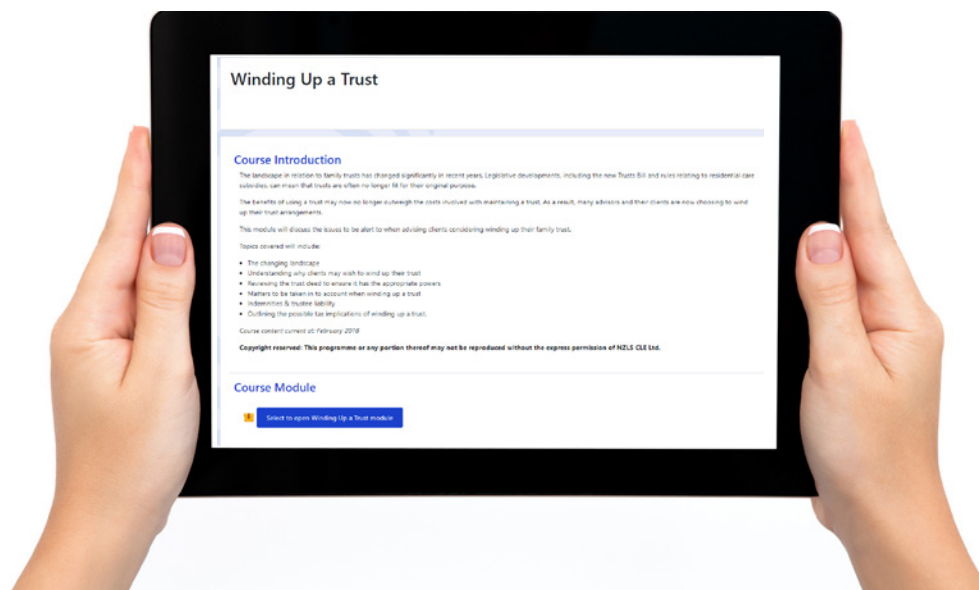 Winding Up a Trust
Course Introduction
The landscape in relation to family trusts has changed significantly in recent years. Legislative developments, including the new Trusts Bill and rules relating to residential care
subsidies, can mean that trusts are often no longer fit for their original purpose.
The benefits of using a trust may now no longer outweigh the costs involved with maintaining a trust. As a result, many advisors and their clients are now choosing to wind
up their trust arrangements.
This module will discuss the issues to be alert to when advising clients considering winding up their family trust.
Topics covered will include:
• The changing landscape
• Understanding why clients may wish to wind up their trust
• Reviewing the trust deed to ensure it has the appropriate powers
• Matters to be taken in to account when winding up a trust
• Indemnities & trustee liability
• Outlining the possible tax implications of winding up a trust.
Course content current at: February 2018
Copyright reserved: This programme or any portion thereof may not be reproduced without the express permission of NZLS CLE Ltd.
Course Module
Select to open Winding Up a Trust module